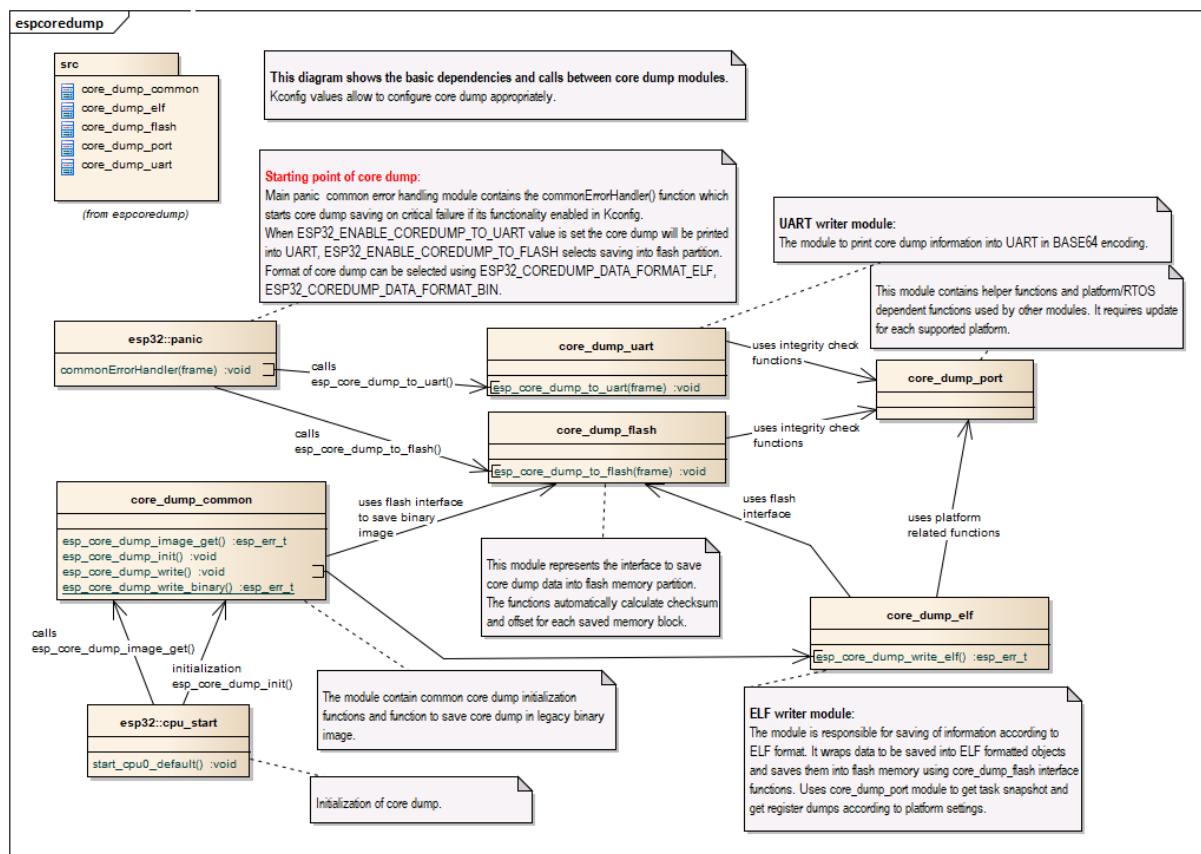 espcoredump
src
core_dump_common
core_dump_elf
core_dump_flash
core_dump_port
core_dump_uart
(from espcoredump)
This diagram shows the basic dependencies and calls between core dump modules.
Kconfig values allow to configure core dump appropriately.
Starting point of core dump:
Main panic common error handling module contains the commonErrorHandler() function which
starts core dump saving on critical failure if its functionality enabled in Kconfig.
When ESP32_ENABLE_COREDUMP_TO_UART value is set the core dump will be printed
into UART, ESP32_ENABLE_COREDUMP_TO_FLASH selects saving into flash partition.
Format of core dump can be selected using ESP32_COREDUMP_DATA_FORMAT_ELF,
ESP32_COREDUMP_DATA_FORMAT_BIN.
UART writer module:
The module to print core dump information into UART in BASE64 encoding.
This module contains helper functions and platform/RTOS
dependent functions used by other modules. It requires update
for each supported platform.
esp32::panic
commonErrorHandler(frame) :void
calls
esp_core_dump_to_uart()
core_dump_uart
esp_core_dump_to_uart(frame) :void
uses integrity check
functions
core_dump_port
calls
esp_core_dump_to_flash()
core_dump_flash
esp_core_dump_to_flash(frame) :void
uses integrity check
functions
core_dump_common
esp_core_dump_image_get() :esp_err_t
esp_core_dump_init() :void
esp_core_dump_write() :void
esp_core_dump_write_binary() :esp_err_t
uses flash interface
to save binary
image
uses flash
interface
uses platform
related functions
This module represents the interface to save
core dump data into flash memory partition.
The functions automatically calculate checksum
and offset for each saved memory block.
core_dump_elf
esp_core_dump_write_elf() :esp_err_t
calls
esp_core_dump_image_get()
initialization
esp_core_dump_init()
The module contain common core dump initialization
functions and function to save core dump in legacy binary
image.
esp32::cpu_start
start_cpu0_default() :void
Initialization of core dump.
ELF writer module:
The module is responsible for saving of information according to
ELF format. It wraps data to be saved into ELF formatted objects
and saves them into flash memory using core_dump_flash interface
functions. Uses core_dump_port module to get task snapshot and
get register dumps according to platform settings.